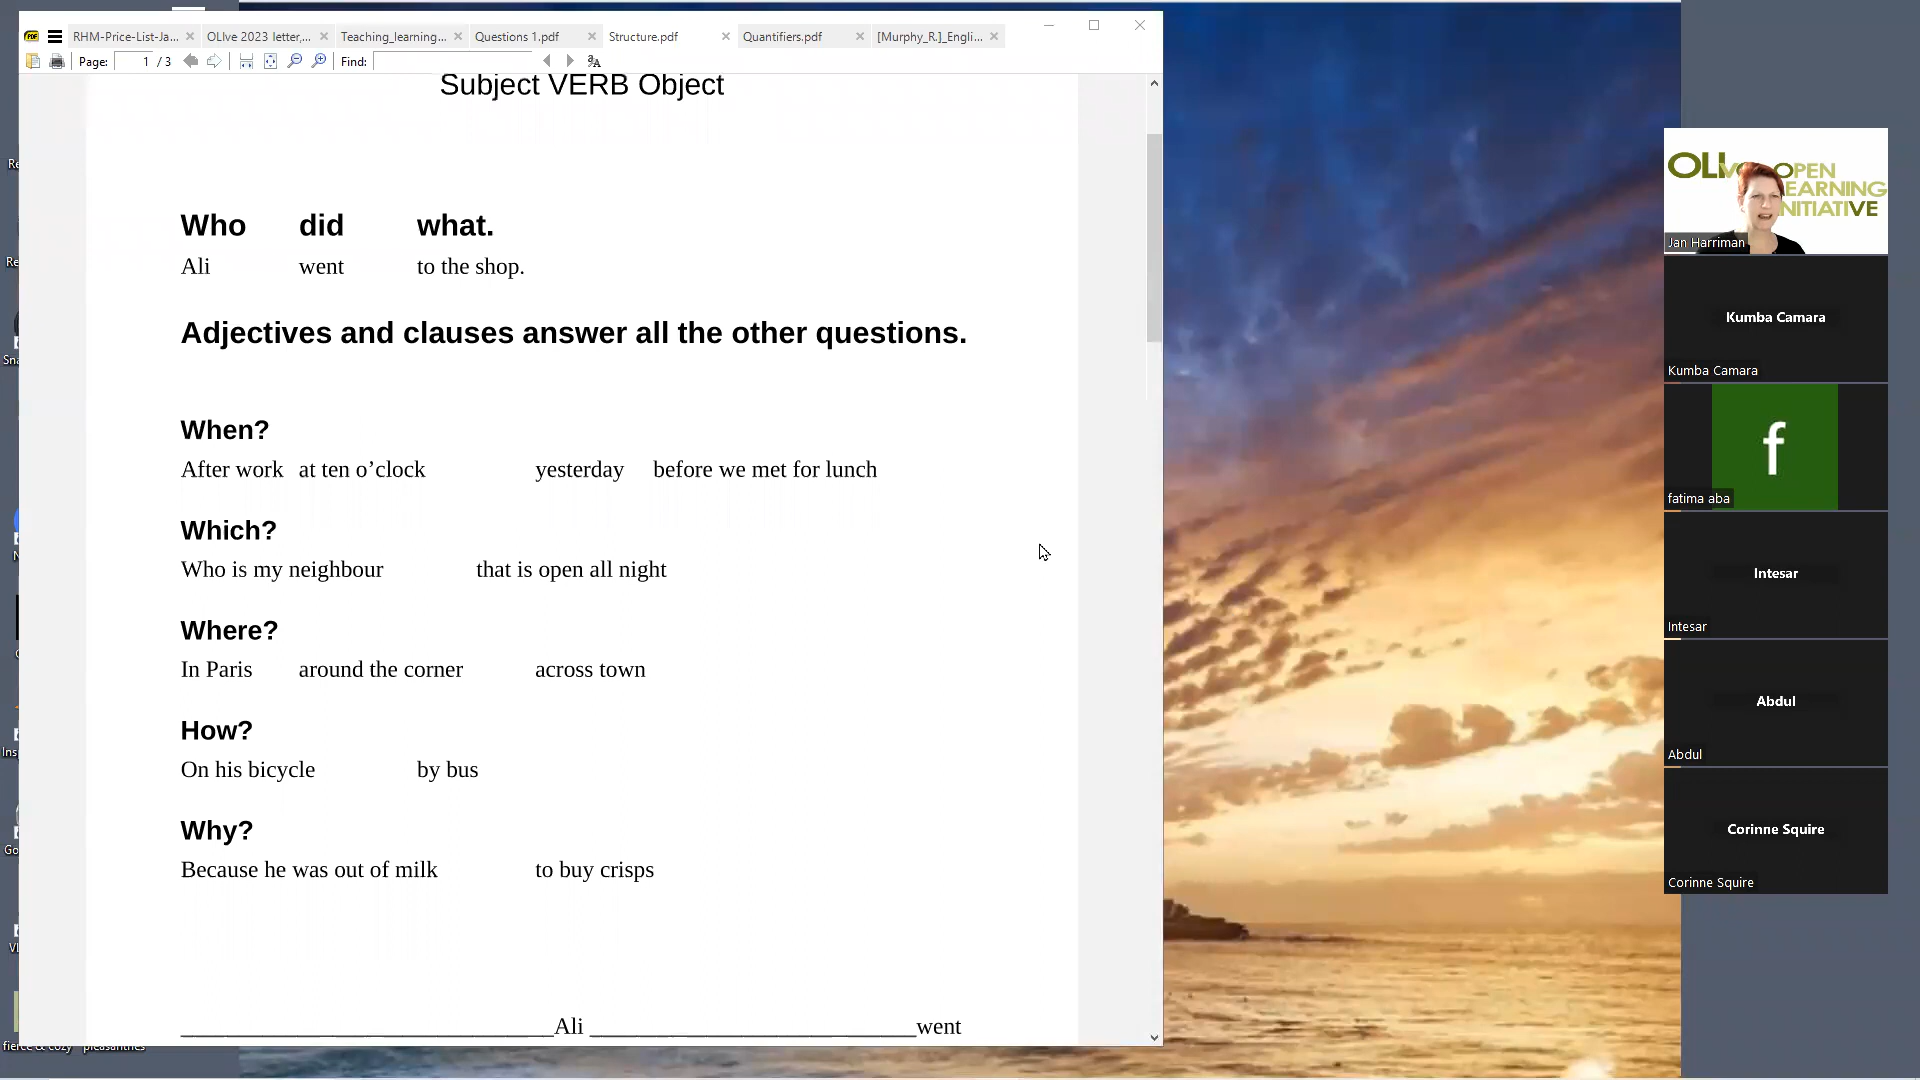 RHM-Price-List-Ja...
OLIve 2023 letter,...
Teaching_learning...
Questions 1.pdf
Structure.pdf
Quantifiers.pdf
[Murphy_R.]_Engli...
Page: 1 / 3
Find:
Subject VERB Object
Who did what.
Ali went to the shop.
Adjectives and clauses answer all the other questions.
When?
After work at ten o’clock yesterday before we met for lunch
Which?
Who is my neighbour that is open all night
Where?
In Paris around the corner across town
How?
On his bicycle by bus
Why?
Because he was out of milk to buy crisps
Ali went
OPEN
INITIATIVE
Jan Harriman
Kumba Camara
Kumba Camara
f
fatima aba
Intesar
Intesar
Abdul
Abdul
Corinne Squire
Corinne Squire